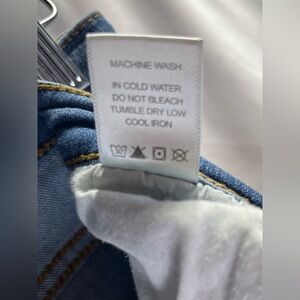 MACHINE WASH
IN COLD WATER
DO NOT BLEACH
TUMBLE DRY LOW
COOL IRON